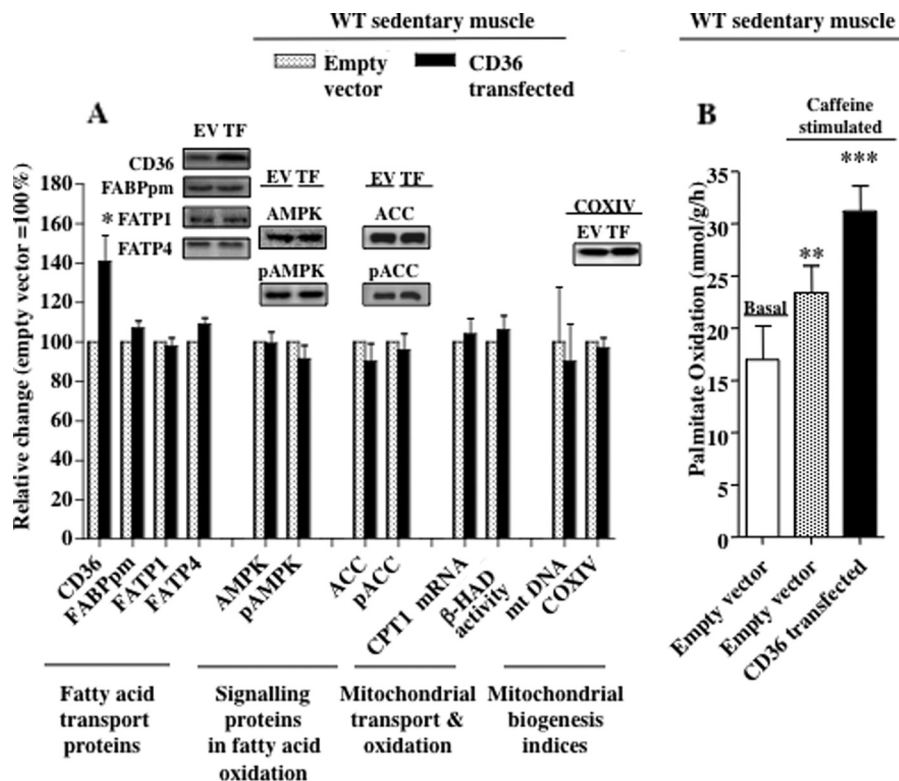 WT sedentary muscle
Empty vector
CD36 transfected
A
EV TF
CD36
FABPpm
* FATP1
FATP4
EV TF
AMPK
pAMPK
EV TF
ACC
pACC
COXIV
EV TF
Relative change (empty vector =100%)
180
160
140
120
100
80
60
40
20
0
CD36
FABPpm
FATP1
FATP4
AMPK
pAMPK
ACC
pACC
CPT1 mRNA
β-HAD activity
mt DNA
COXIV
Fatty acid
transport
proteins
Signalling
proteins
in fatty acid
oxidation
Mitochondrial
transport &
oxidation
Mitochondrial
biogenesis
indices
WT sedentary muscle
B
Caffeine
stimulated
***
**
Basal
Palmitate Oxidation (nmol/g/h)
35
30
25
20
15
10
5
0
Empty vector
Empty vector
CD36 transfected